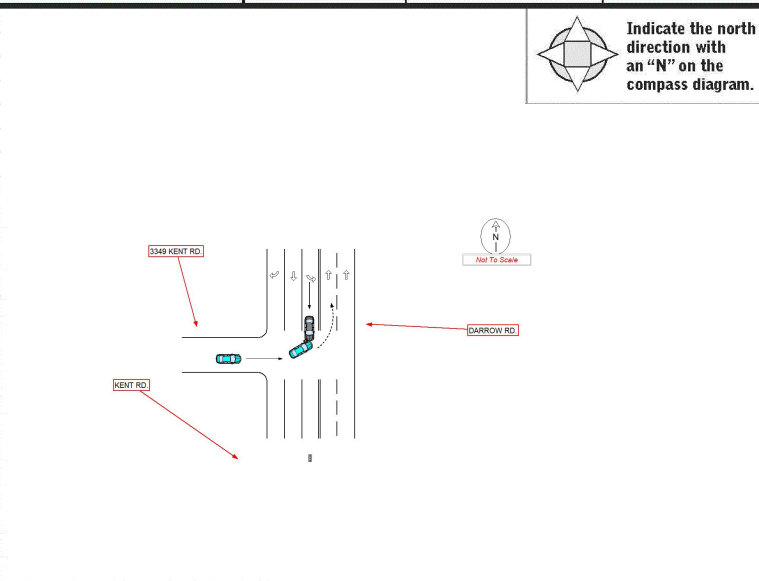 Indicate the north
direction with
an “N” on the
compass diagram.
N
Not To Scale
3349 KENT RD.
DARROW RD.
KENT RD.